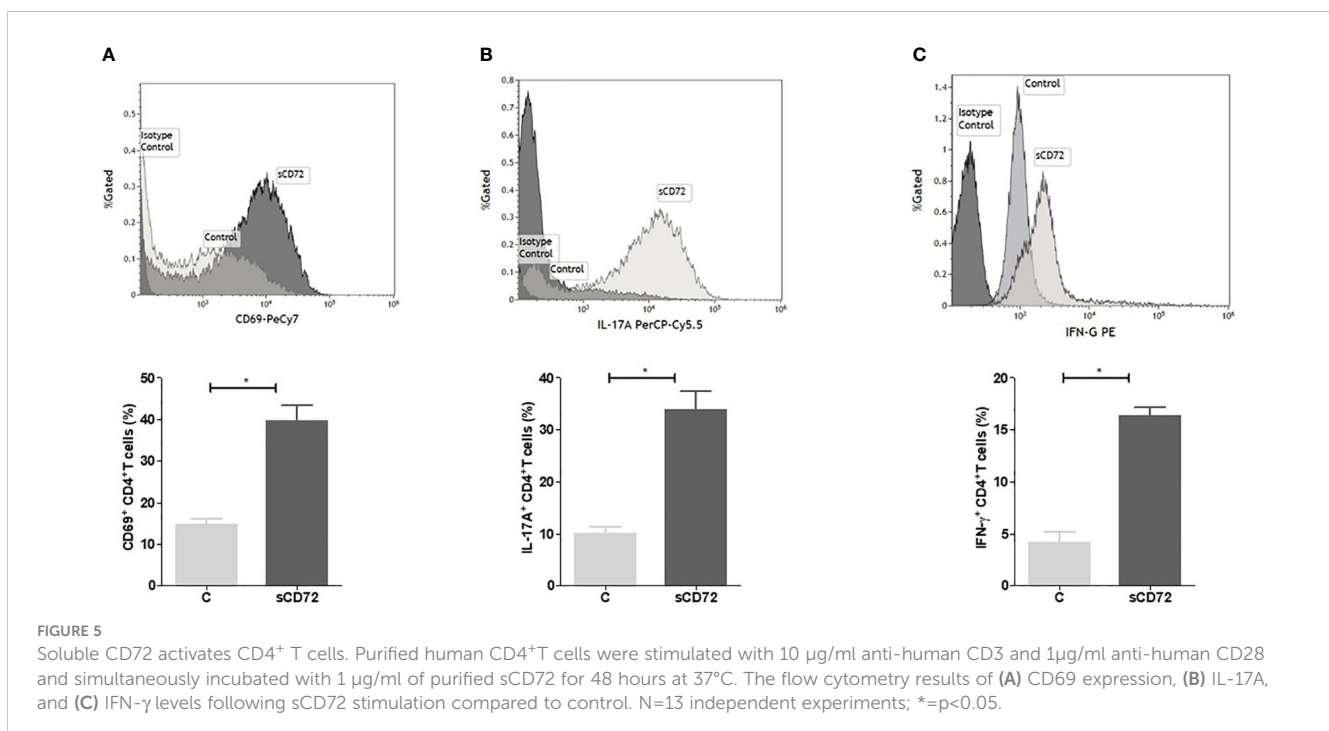 A
0.5
0.4
0.3
0.2
0.1
0
%Gated
Isotype
Control
Control
sCD72
10³ 10⁴ 10⁵ 10⁶
CD69-PeCy7
B
0.8
0.7
0.6
0.5
0.4
0.3
0.2
0.1
0
%Gated
Isotype
Control
Control
sCD72
10³ 10⁴ 10⁵ 10⁶
IL-17A PerCP-Cy5.5
C
1.4
1.2
1
0.8
0.6
0.4
0.2
0
%Gated
Isotype
Control
Control
sCD72
10³ 10⁴ 10⁵ 10⁶
IFN-G PE
50
40
30
20
10
0
CD69⁺ CD4⁺T cells (%)
*
C sCD72
40
30
20
10
0
IL-17A⁺ CD4⁺T cells (%)
*
C sCD72
20
15
10
5
0
IFN-γ⁺ CD4⁺T cells (%)
*
C sCD72
FIGURE 5
Soluble CD72 activates CD4⁺ T cells. Purified human CD4⁺T cells were stimulated with 10 µg/ml anti-human CD3 and 1µg/ml anti-human CD28
and simultaneously incubated with 1 µg/ml of purified sCD72 for 48 hours at 37°C. The flow cytometry results of (A) CD69 expression, (B) IL-17A,
and (C) IFN-γ levels following sCD72 stimulation compared to control. N=13 independent experiments; *=p<0.05.